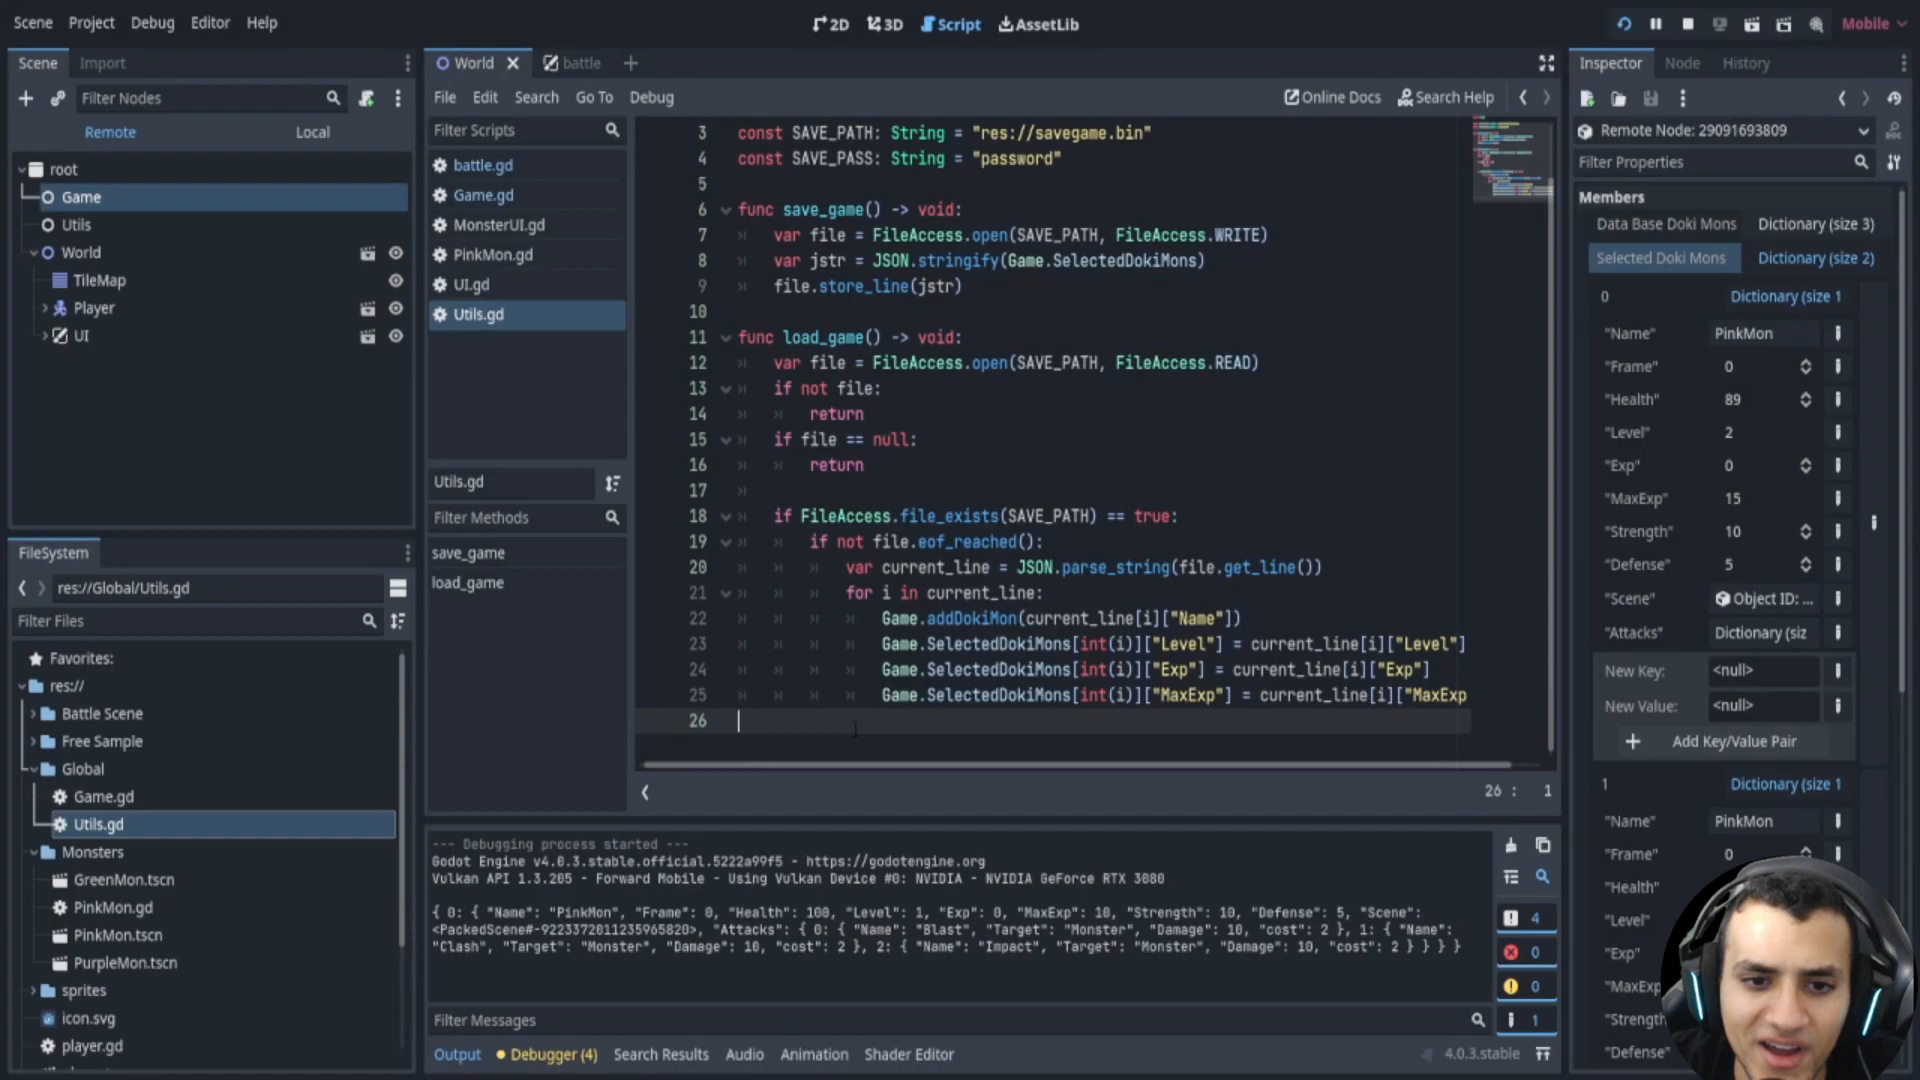 Scene Project Debug Editor Help
2D 3D Script AssetLib
Mobile
Scene Import
Filter Nodes
Remote Local
root
Game
Utils
World
TileMap
Player
UI
FileSystem
res://Global/Utils.gd
Filter Files
Favorites:
res://
Battle Scene
Free Sample
Global
Game.gd
Utils.gd
Monsters
GreenMon.tscn
PinkMon.gd
PinkMon.tscn
PurpleMon.tscn
sprites
icon.svg
player.gd
World battle
File Edit Search Go To Debug
Online Docs Search Help
Filter Scripts
battle.gd
Game.gd
MonsterUI.gd
PinkMon.gd
UI.gd
Utils.gd
Utils.gd
Filter Methods
save_game
load_game
3 const SAVE_PATH: String = "res://savegame.bin"
4 const SAVE_PASS: String = "password"
5
6 func save_game() -> void:
7 var file = FileAccess.open(SAVE_PATH, FileAccess.WRITE)
8 var jstr = JSON.stringify(Game.SelectedDokiMons)
9 file.store_line(jstr)
10
11 func load_game() -> void:
12 var file = FileAccess.open(SAVE_PATH, FileAccess.READ)
13 if not file:
14 return
15 if file == null:
16 return
17
18 if FileAccess.file_exists(SAVE_PATH) == true:
19 if not file.eof_reached():
20 var current_line = JSON.parse_string(file.get_line())
21 for i in current_line:
22 Game.addDokiMon(current_line[i]["Name"])
23 Game.SelectedDokiMons[int(i)]["Level"] = current_line[i]["Level"]
24 Game.SelectedDokiMons[int(i)]["Exp"] = current_line[i]["Exp"]
25 Game.SelectedDokiMons[int(i)]["MaxExp"] = current_line[i]["MaxExp
26
26 : 1
--- Debugging process started ---
Godot Engine v4.0.3.stable.official.5222a99f5 - https://godotengine.org
Vulkan API 1.3.205 - Forward Mobile - Using Vulkan Device #0: NVIDIA - NVIDIA GeForce RTX 3080
{ 0: { "Name": "PinkMon", "Frame": 0, "Health": 100, "Level": 1, "Exp": 0, "MaxExp": 10, "Strength": 10, "Defense": 5, "Scene":
<PackedScene#-9223372011235965820>, "Attacks": { 0: { "Name": "Blast", "Target": "Monster", "Damage": 10, "cost": 2 }, 1: { "Name":
"Clash", "Target": "Monster", "Damage": 10, "cost": 2 }, 2: { "Name": "Impact", "Target": "Monster", "Damage": 10, "cost": 2 } } } }
4
0
0
1
Filter Messages
Output Debugger (4) Search Results Audio Animation Shader Editor
4.0.3.stable
Inspector Node History
Remote Node: 29091693809
Filter Properties
Members
Data Base Doki Mons Dictionary (size 3)
Selected Doki Mons Dictionary (size 2)
0 Dictionary (size 1
"Name" PinkMon
"Frame" 0
"Health" 89
"Level" 2
"Exp" 0
"MaxExp" 15
"Strength" 10
"Defense" 5
"Scene" Object ID: ...
"Attacks" Dictionary (siz
New Key: <null>
New Value: <null>
Add Key/Value Pair
1 Dictionary (size 1
"Name" PinkMon
"Frame" 0
"Health"
"Level"
"Exp"
"MaxExp
"Strength
"Defense"